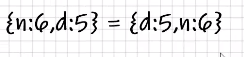 {n:6,d:5} = {d:5,n:6}